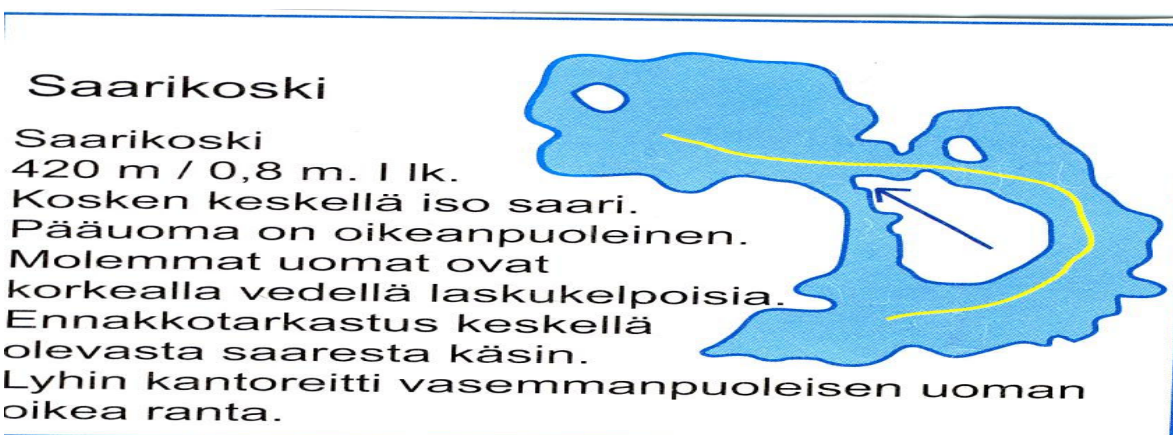 Saarikoski
Saarikoski
420 m / 0,8 m. I lk.
Kosken keskellä iso saari.
Pääuoma on oikeanpuoleinen.
Molemmat uomat ovat
korkealla vedellä laskukelpoisia.
Ennakkotarkastus keskellä
olevasta saaresta käsin.
Lyhin kantoreitti vasemmanpuoleisen uoman
oikea ranta.